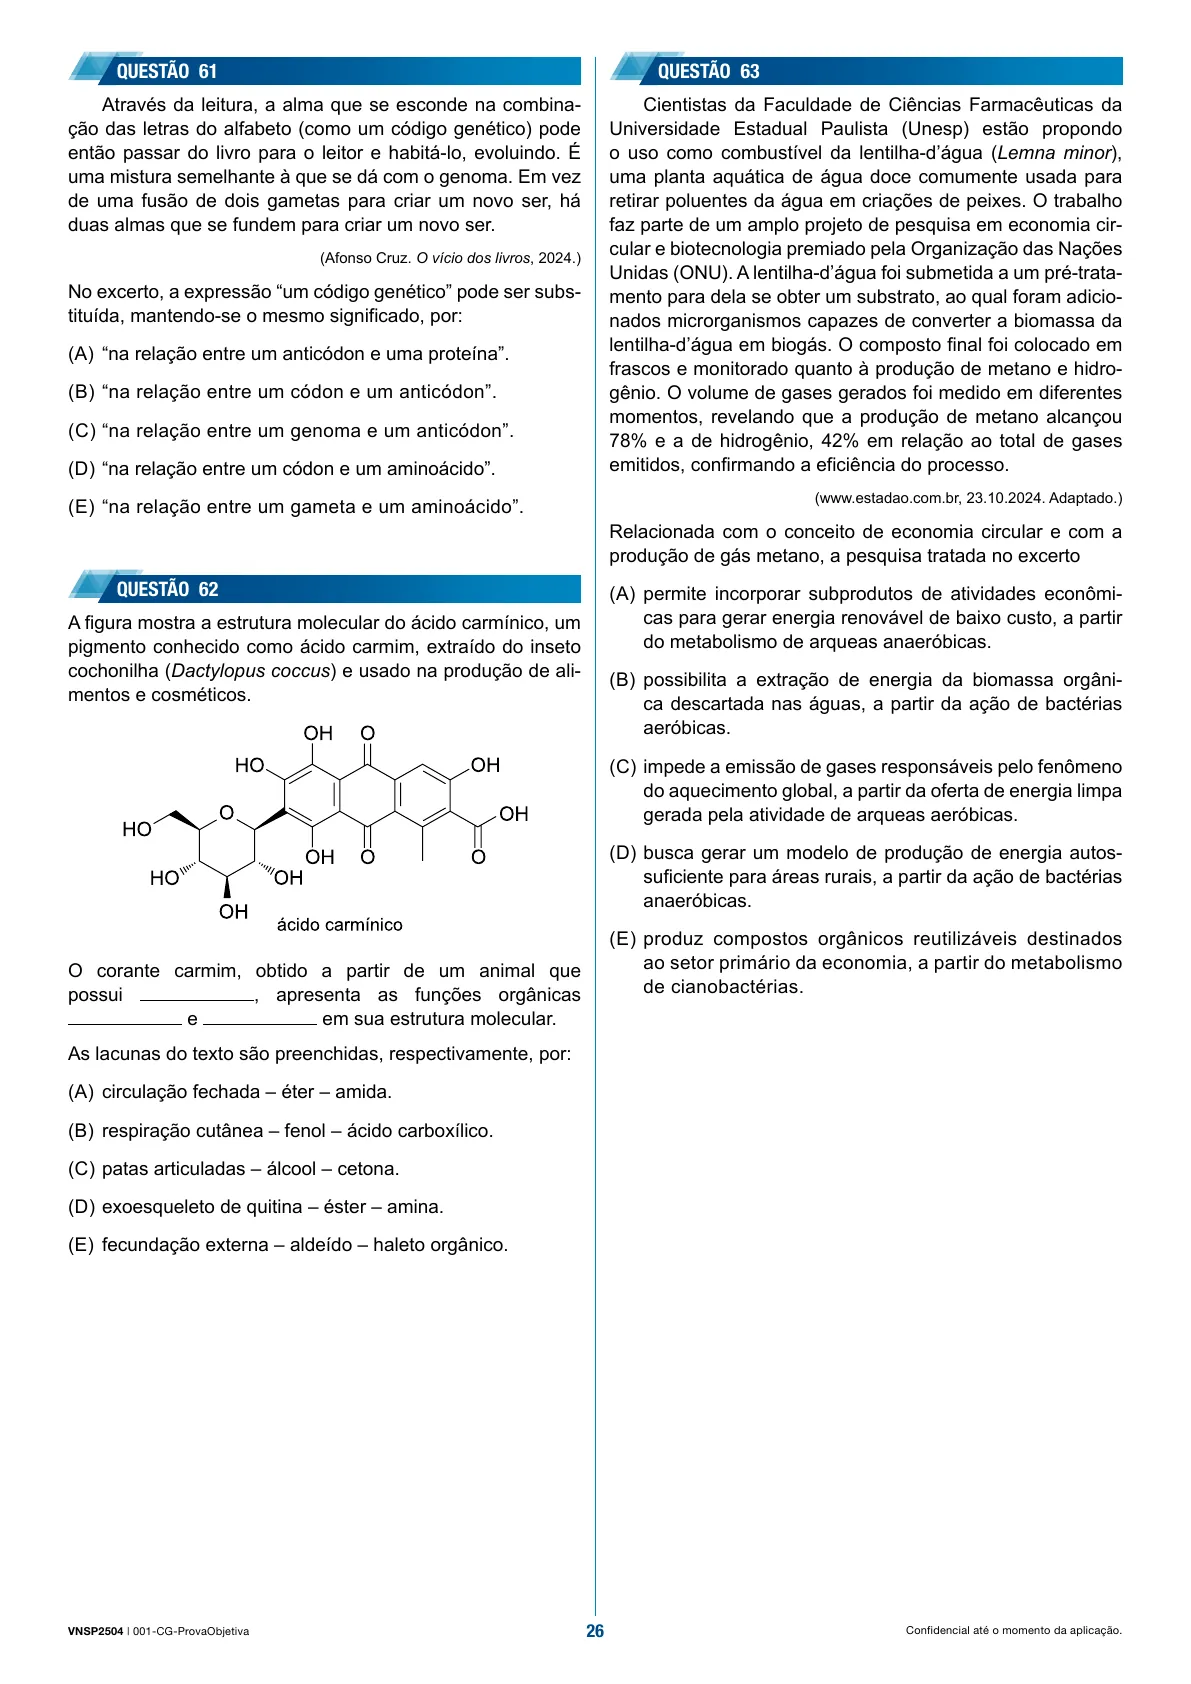 QUESTÃO 61
Através da leitura, a alma que se esconde na combina-
ção das letras do alfabeto (como um código genético) pode
então passar do livro para o leitor e habitá-lo, evoluindo. É
uma mistura semelhante à que se dá com o genoma. Em vez
de uma fusão de dois gametas para criar um novo ser, há
duas almas que se fundem para criar um novo ser.
(Afonso Cruz. O vício dos livros, 2024.)
No excerto, a expressão “um código genético” pode ser subs-
tituída, mantendo-se o mesmo significado, por:
(A) “na relação entre um anticódon e uma proteína”.
(B) “na relação entre um códon e um anticódon”.
(C) “na relação entre um genoma e um anticódon”.
(D) “na relação entre um códon e um aminoácido”.
(E) “na relação entre um gameta e um aminoácido”.
QUESTÃO 62
A figura mostra a estrutura molecular do ácido carmínico, um
pigmento conhecido como ácido carmim, extraído do inseto
cochonilha (Dactylopus coccus) e usado na produção de ali-
mentos e cosméticos.
OH O
HO OH
O OH
HO
OH O O
HO OH
OH
ácido carmínico
O corante carmim, obtido a partir de um animal que
possui ____________, apresenta as funções orgânicas
____________ e ____________ em sua estrutura molecular.
As lacunas do texto são preenchidas, respectivamente, por:
(A) circulação fechada – éter – amida.
(B) respiração cutânea – fenol – ácido carboxílico.
(C) patas articuladas – álcool – cetona.
(D) exoesqueleto de quitina – éster – amina.
(E) fecundação externa – aldeído – haleto orgânico.
QUESTÃO 63
Cientistas da Faculdade de Ciências Farmacêuticas da
Universidade Estadual Paulista (Unesp) estão propondo
o uso como combustível da lentilha-d’água (Lemna minor),
uma planta aquática de água doce comumente usada para
retirar poluentes da água em criações de peixes. O trabalho
faz parte de um amplo projeto de pesquisa em economia cir-
cular e biotecnologia premiado pela Organização das Nações
Unidas (ONU). A lentilha-d’água foi submetida a um pré-trata-
mento para dela se obter um substrato, ao qual foram adicio-
nados microrganismos capazes de converter a biomassa da
lentilha-d’água em biogás. O composto final foi colocado em
frascos e monitorado quanto à produção de metano e hidro-
gênio. O volume de gases gerados foi medido em diferentes
momentos, revelando que a produção de metano alcançou
78% e a de hidrogênio, 42% em relação ao total de gases
emitidos, confirmando a eficiência do processo.
(www.estadao.com.br, 23.10.2024. Adaptado.)
Relacionada com o conceito de economia circular e com a
produção de gás metano, a pesquisa tratada no excerto
(A) permite incorporar subprodutos de atividades econômi-
cas para gerar energia renovável de baixo custo, a partir
do metabolismo de arqueas anaeróbicas.
(B) possibilita a extração de energia da biomassa orgâni-
ca descartada nas águas, a partir da ação de bactérias
aeróbicas.
(C) impede a emissão de gases responsáveis pelo fenômeno
do aquecimento global, a partir da oferta de energia limpa
gerada pela atividade de arqueas aeróbicas.
(D) busca gerar um modelo de produção de energia autos-
suficiente para áreas rurais, a partir da ação de bactérias
anaeróbicas.
(E) produz compostos orgânicos reutilizáveis destinados
ao setor primário da economia, a partir do metabolismo
de cianobactérias.
VNSP2504 | 001-CG-ProvaObjetiva
26
Confidencial até o momento da aplicação.